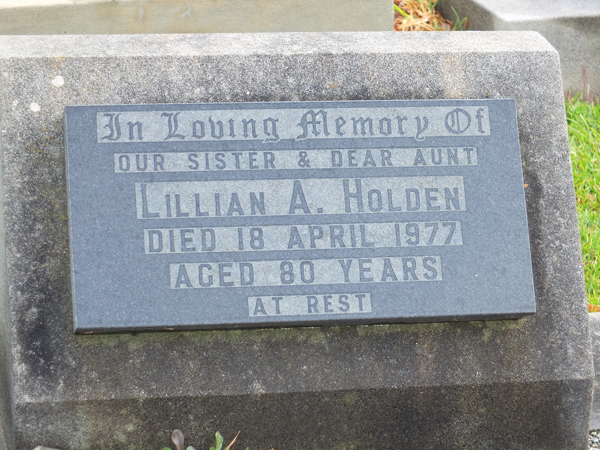 In Loving Memory Of
OUR SISTER & DEAR AUNT
LILLIAN A. HOLDEN
DIED 18 APRIL 1977
AGED 80 YEARS
AT REST